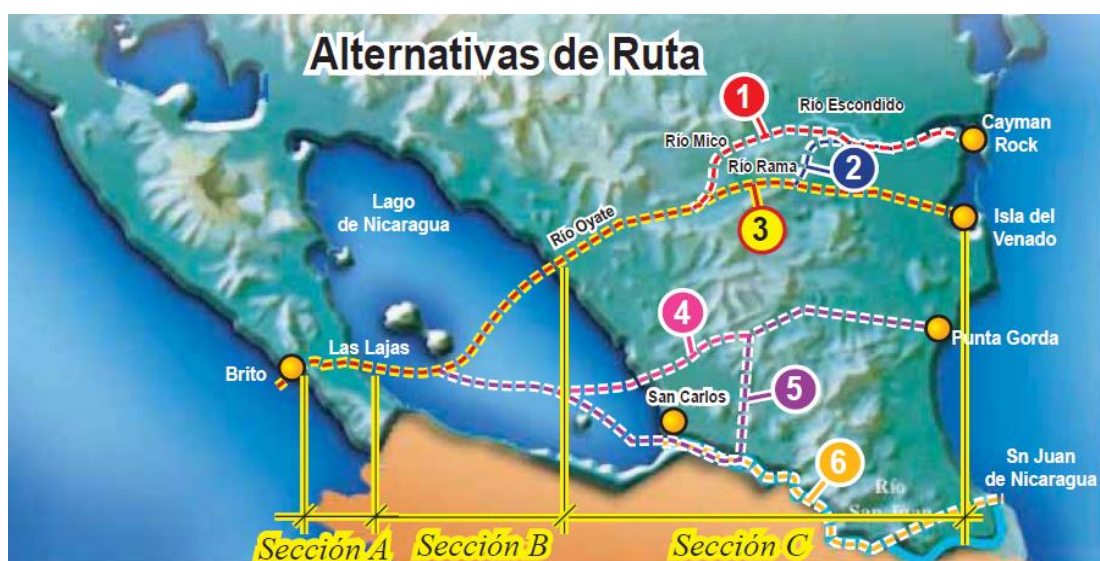 Alternativas de Ruta
1
Río Escondido
Cayman
Rock
Río Mico
Río Rama
2
Lago
de Nicaragua
Isla del
Venado
Río Oyate
3
4
Punta Gorda
Las Lajas
Brito
San Carlos
5
6
Sn Juan
de Nicaragua
Río
San Juan
Sección A
Sección B
Sección C